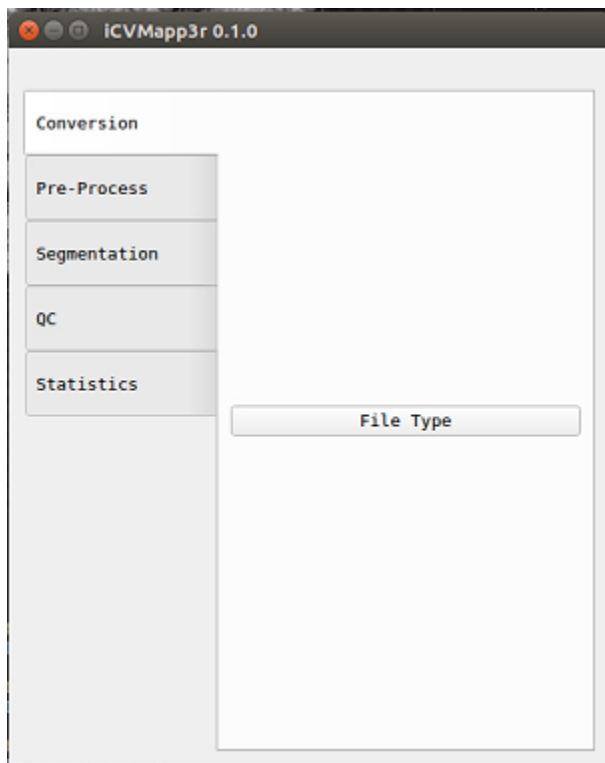 iCVMapp3r 0.1.0
Conversion
Pre-Process
Segmentation
QC
Statistics
File Type